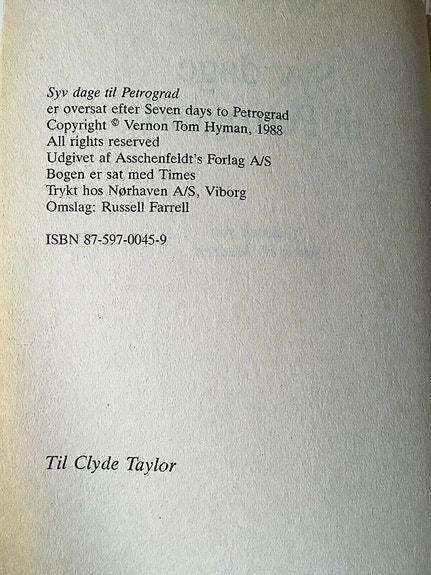 Syv dage til Petrograd
er oversat efter Seven days to Petrograd
Copyright © Vernon Tom Hyman, 1988
All rights reserved
Udgivet af Asschenfeldt's Forlag A/S
Bogen er sat med Times
Trykt hos Nørhaven A/S, Viborg
Omslag: Russell Farrell
ISBN 87-597-0045-9
Til Clyde Taylor